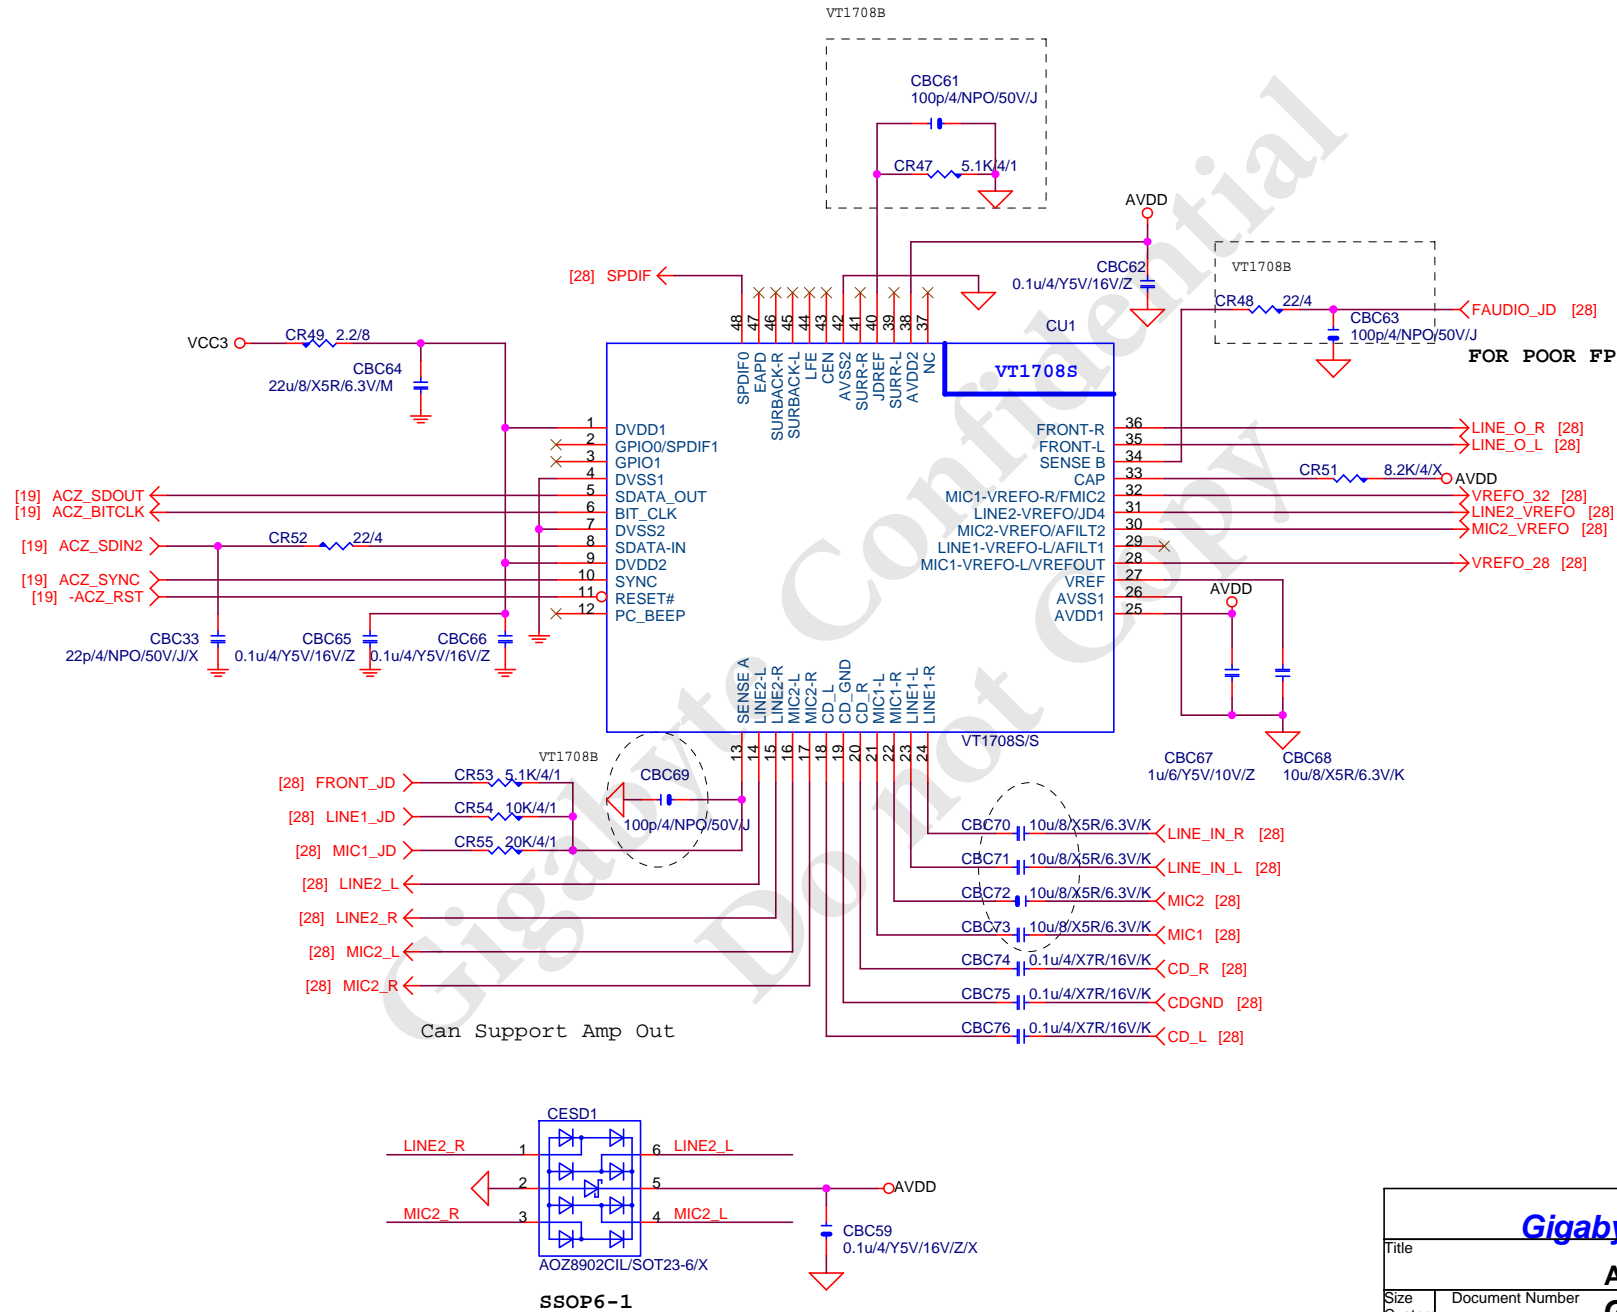 VT1708B
CBC61
100p/4/NPO/50V/J
CR47 5.1K/4/1
AVDD
CBC62
0.1u/4/Y5V/16V/Z
VT1708B
CR48 22/4
FAUDIO_JD [28]
CBC63
100p/4/NPO/50V/J
FOR POOR FP
[28] SPDIF
VCC3
CR49 2.2/8
CBC64
22u/8/X5R/6.3V/M
CU1
VT1708S
48 47 46 45 44 43 42 41 40 39 38 37
SPDIF0
EAPD
SURBACK-R
SURBACK-L
LFE
CEN
AVSS2
SURR-R
JDREF
SURR-L
AVDD2
NC
1 DVDD1
2 GPIO0/SPDIF1
3 GPIO1
4 DVSS1
5 SDATA_OUT
6 BIT_CLK
7 DVSS2
8 SDATA-IN
9 DVDD2
10 SYNC
11 RESET#
12 PC_BEEP
FRONT-R 36
FRONT-L 35
SENSE B 34
CAP 33
MIC1-VREFO-R/FMIC2 32
LINE2-VREFO/JD4 31
MIC2-VREFO/AFILT2 30
LINE1-VREFO-L/AFILT1 29
MIC1-VREFO-L/VREFOUT 28
VREF 27
AVSS1 26
AVDD1 25
LINE_O_R [28]
LINE_O_L [28]
CR51 8.2K/4/X
AVDD
VREFO_32 [28]
LINE2_VREFO [28]
MIC2_VREFO [28]
VREFO_28 [28]
[19] ACZ_SDOUT
[19] ACZ_BITCLK
[19] ACZ_SDIN2
CR52 22/4
[19] ACZ_SYNC
[19] -ACZ_RST
CBC33
22p/4/NPO/50V/J/X
CBC65
0.1u/4/Y5V/16V/Z
CBC66
0.1u/4/Y5V/16V/Z
AVDD
CBC67
1u/6/Y5V/10V/Z
CBC68
10u/8/X5R/6.3V/K
SENSE A
LINE2-L
LINE2-R
MIC2-L
MIC2-R
CD_L
CD_GND
CD_R
MIC1-L
MIC1-R
LINE1-L
LINE1-R
13 14 15 16 17 18 19 20 21 22 23 24
VT1708S/S
VT1708B
CBC69
100p/4/NPO/50V/J
[28] FRONT_JD
CR53 5.1K/4/1
[28] LINE1_JD
CR54 10K/4/1
[28] MIC1_JD
CR55 20K/4/1
[28] LINE2_L
[28] LINE2_R
[28] MIC2_L
[28] MIC2_R
CBC70 10u/8/X5R/6.3V/K LINE_IN_R [28]
CBC71 10u/8/X5R/6.3V/K LINE_IN_L [28]
CBC72 10u/8/X5R/6.3V/K MIC2 [28]
CBC73 10u/8/X5R/6.3V/K MIC1 [28]
CBC74 0.1u/4/X7R/16V/K CD_R [28]
CBC75 0.1u/4/X7R/16V/K CDGND [28]
CBC76 0.1u/4/X7R/16V/K CD_L [28]
Can Support Amp Out
Gigabyte Confidential
Do not Copy
CESD1
LINE2_R 1
6 LINE2_L
2
5 AVDD
MIC2_R 3
4 MIC2_L
CBC59
0.1u/4/Y5V/16V/Z/X
AOZ8902CIL/SOT23-6/X
SSOP6-1
Title
Size
Document Number